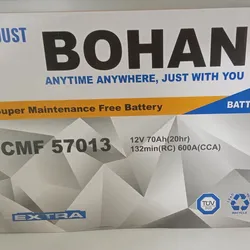 JUST
BOHAN
ANYTIME ANYWHERE, JUST WITH YOU
Super Maintenance Free Battery
BATT
CMF 57013
12V 70Ah(20hr)
132min(RC) 600A(CCA)
EXTRA
TÜV